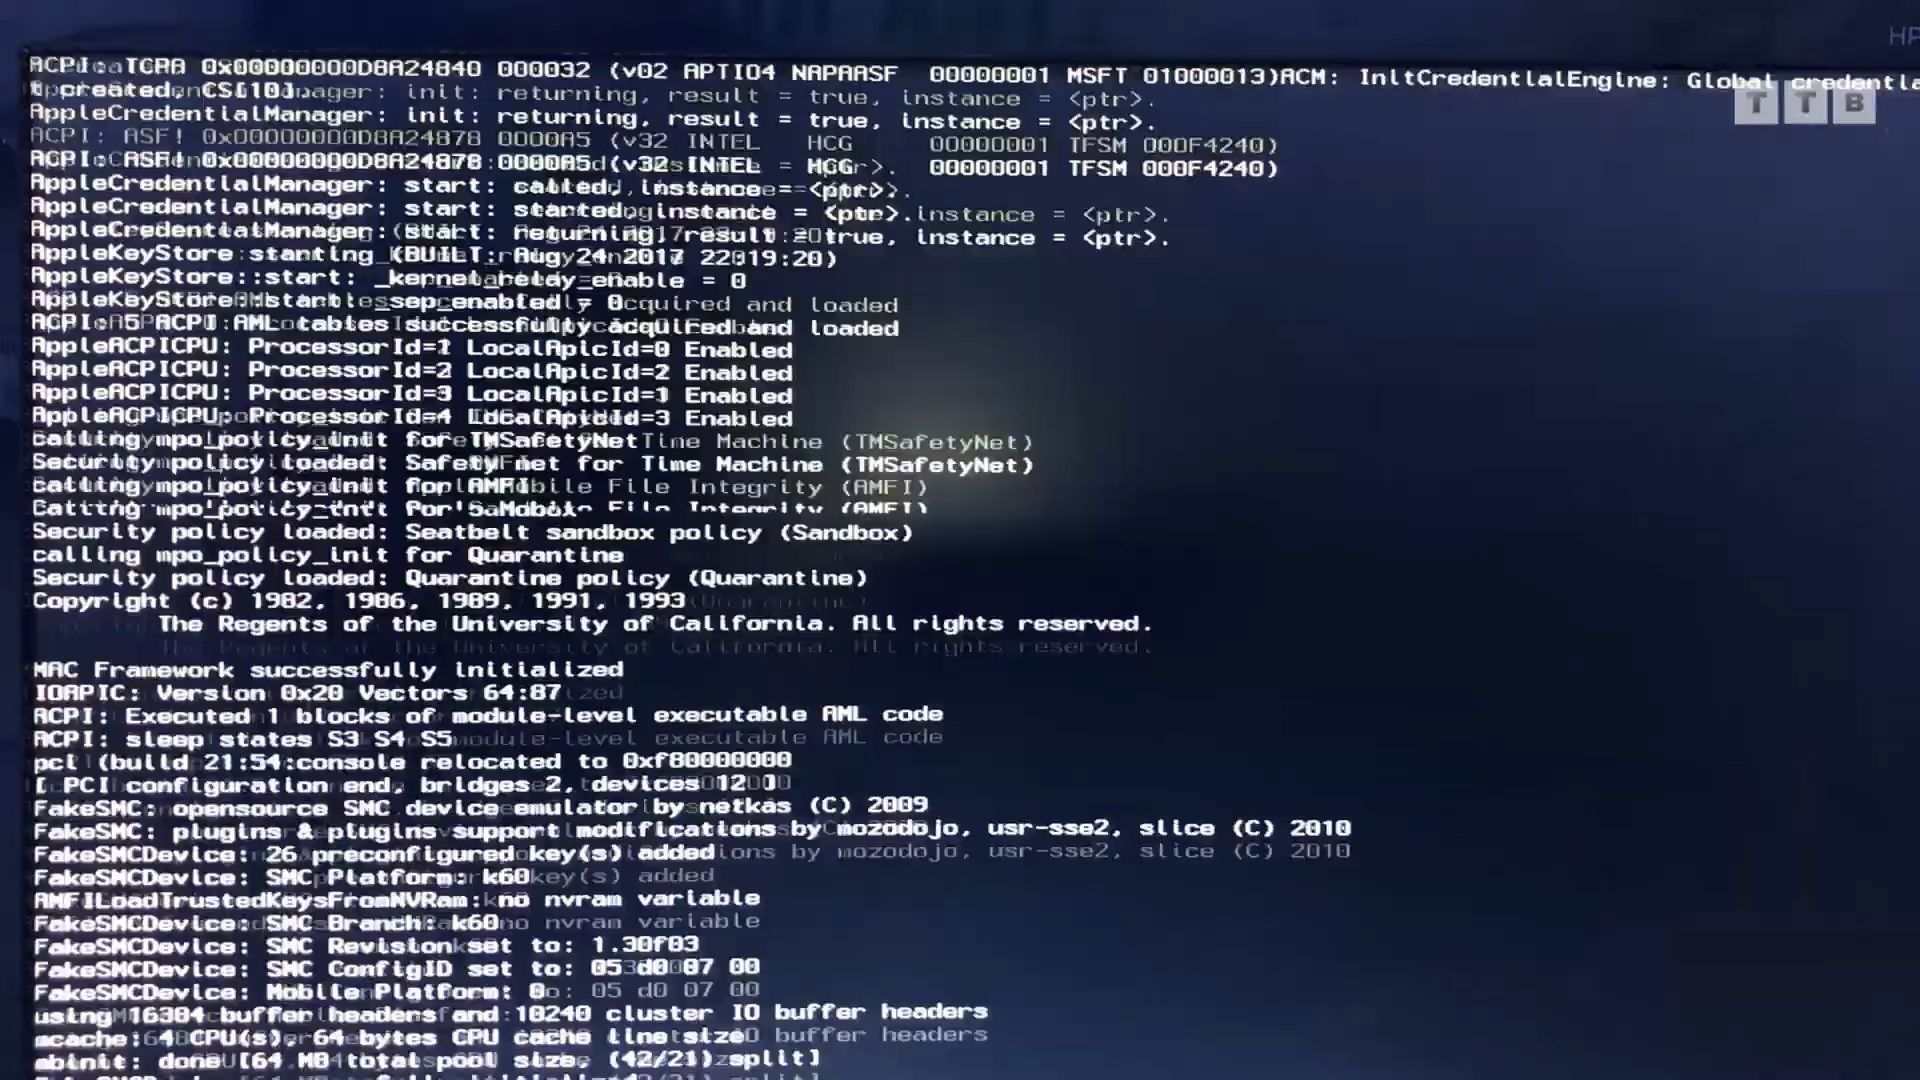 HP
ACPI: TCPA 0x00000000D8A24840 000032 (v02 APTIO4 NAPAASF  00000001 MSFT 01000013)ACM: InitCredentialEngine: Global credentia
T T B
t created, CS[10].
AppleCredentialManager: init: returning, result = true, instance = <ptr>.
ACPI: ASF! 0x00000000D8A24878 0000A5 (v32 INTEL   HCG      00000001 TFSM 000F4240)
AppleCredentialManager: start: called, instance = <ptr>.
AppleCredentialManager: start: started, instance = <ptr>.
AppleCredentialManager: start: returning, result = true, instance = <ptr>.
AppleKeyStore starting (BUILT: Aug 24 2017 22:19:20)
AppleKeyStore::start: _kernel_relay_enable = 0
AppleKeyStore::start: _sep_enabled = 0
ACPI: 5 ACPI AML tables successfully acquired and loaded
AppleACPICPU: ProcessorId=1 LocalApicId=0 Enabled
AppleACPICPU: ProcessorId=2 LocalApicId=2 Enabled
AppleACPICPU: ProcessorId=3 LocalApicId=1 Enabled
AppleACPICPU: ProcessorId=4 LocalApicId=3 Enabled
calling mpo_policy_init for TMSafetyNet
Security policy loaded: Safety net for Time Machine (TMSafetyNet)
calling mpo_policy_init for AMFI
calling mpo_policy_init for Sandbox
Security policy loaded: Seatbelt sandbox policy (Sandbox)
calling mpo_policy_init for Quarantine
Security policy loaded: Quarantine policy (Quarantine)
Copyright (c) 1982, 1986, 1989, 1991, 1993
The Regents of the University of California. All rights reserved.
MAC Framework successfully initialized
IOAPIC: Version 0x20 Vectors 64:87
ACPI: Executed 1 blocks of module-level executable AML code
ACPI: sleep states S3 S4 S5
pci (build 21:54:console relocated to 0xf80000000
[ PCI configuration end, bridges 2, devices 12 ]
FakeSMC: opensource SMC device emulator by netkas (C) 2009
FakeSMC: plugins & plugins support modifications by mozodojo, usr-sse2, slice (C) 2010
FakeSMCDevice: 26 preconfigured key(s) added
FakeSMCDevice: SMC Platform: k60
AMFILoadTrustedKeysFromNVRam: no nvram variable
FakeSMCDevice: SMC Branch: k60
FakeSMCDevice: SMC Revision set to: 1.30f03
FakeSMCDevice: SMC ConfigID set to: 05 d0 07 00
FakeSMCDevice: Mobile Platform: 0
using 16384 buffer headers and 10240 cluster IO buffer headers
mcache: 4 CPU(s), 64 bytes CPU cache line size
mbinit: done [64 MB total pool size, (42/21) split]